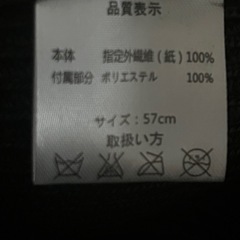 品質表示
本体 指定外繊維(紙)100%
付属部分 ポリエステル 100%
サイズ:57cm
取扱い方